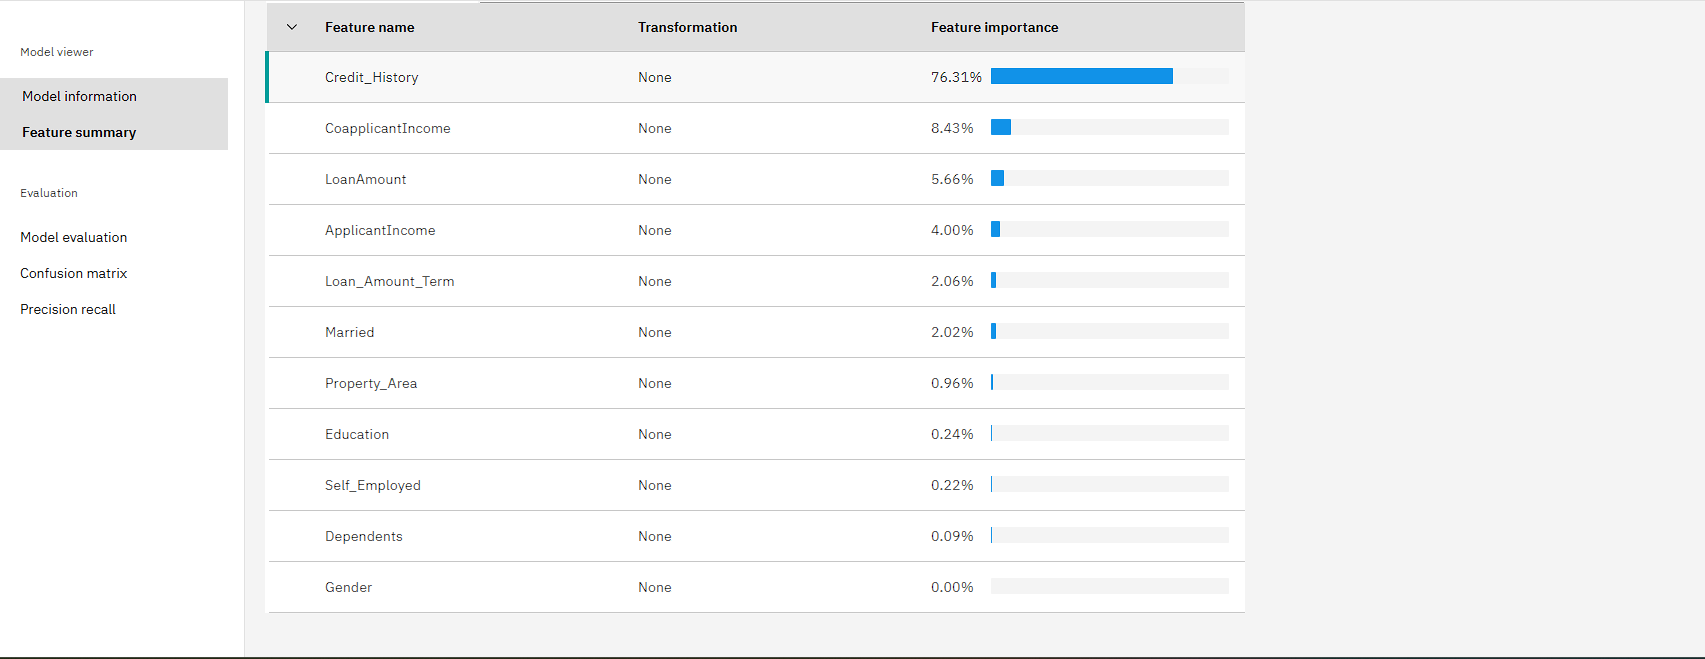 Model viewer
Model information
Feature summary
Evaluation
Model evaluation
Confusion matrix
Precision recall
Feature name Transformation Feature importance
Credit_History None 76.31%
CoapplicantIncome None 8.43%
LoanAmount None 5.66%
ApplicantIncome None 4.00%
Loan_Amount_Term None 2.06%
Married None 2.02%
Property_Area None 0.96%
Education None 0.24%
Self_Employed None 0.22%
Dependents None 0.09%
Gender None 0.00%